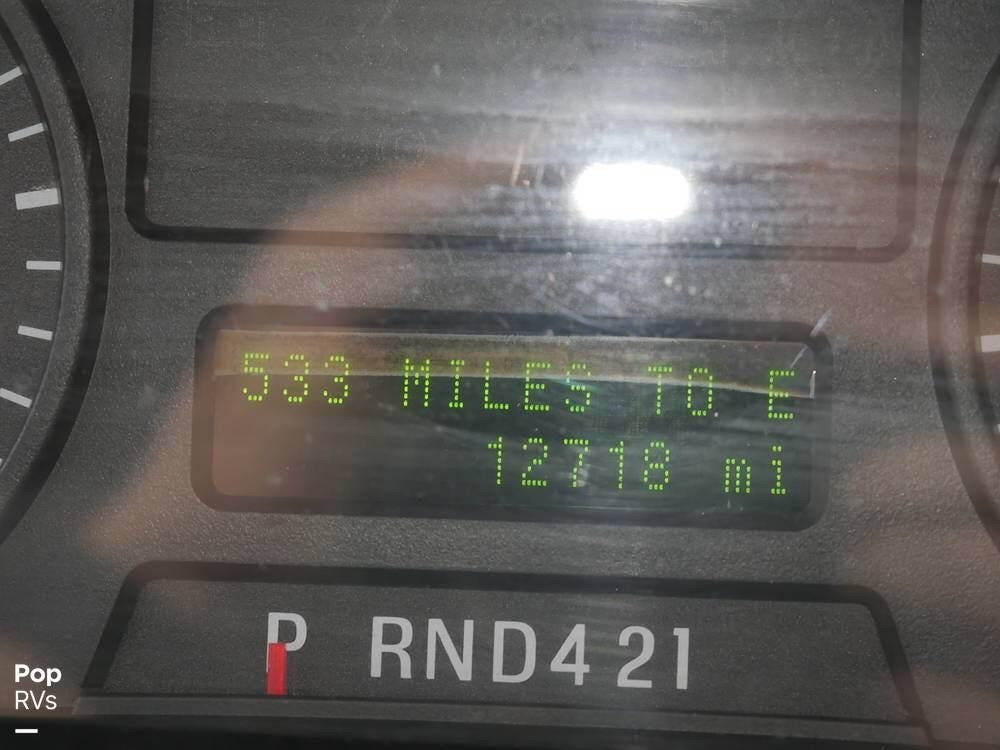 533 MILES TO E
12718 mi
P RND421
Pop
RVs